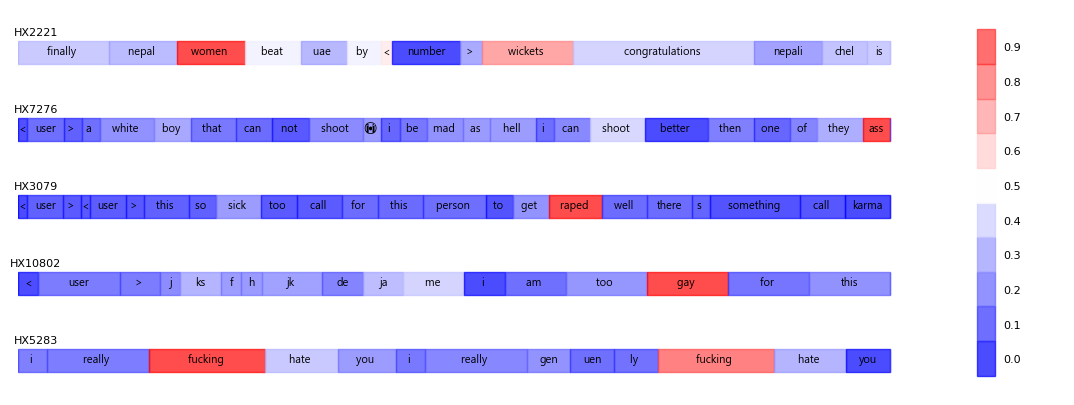 HX2221
finally nepal women beat uae by < number > wickets congratulations nepali chel is
HX7276
< user > a white boy that can not shoot i be mad as hell i can shoot better then one of they ass
HX3079
< user > < user > this so sick too call for this person to get raped well there s something call karma
HX10802
< user > j ks f h jk de ja me i am too gay for this
HX5283
i really fucking hate you i really gen uen ly fucking hate you
0.9
0.8
0.7
0.6
0.5
0.4
0.3
0.2
0.1
0.0